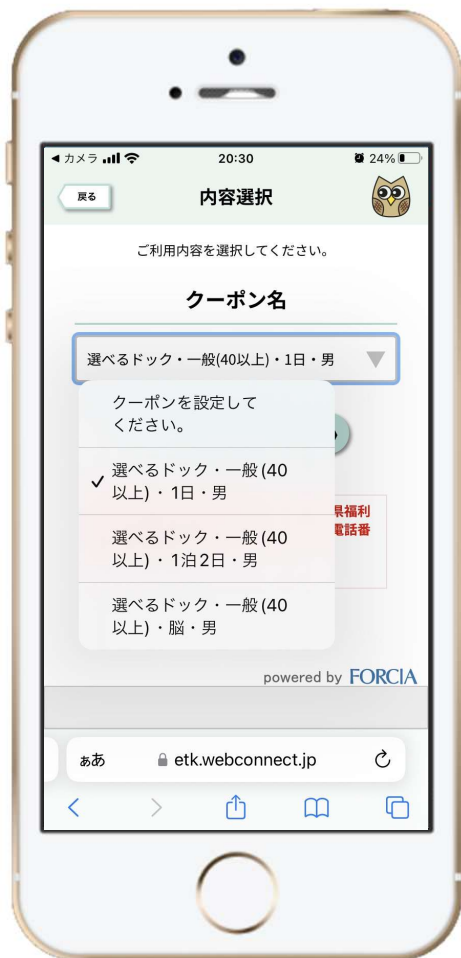 ◀ カメラ 20:30 24%
戻る 内容選択
ご利用内容を選択してください。
クーポン名
選べるドック・一般(40以上)・1日・男
クーポンを設定して
ください。
✓ 選べるドック・一般 (40
以上)・1日・男
選べるドック・一般 (40
以上)・1泊2日・男
選べるドック・一般 (40
以上)・脳・男
県福利
電話番
powered by FORCIA
ぁあ etk.webconnect.jp